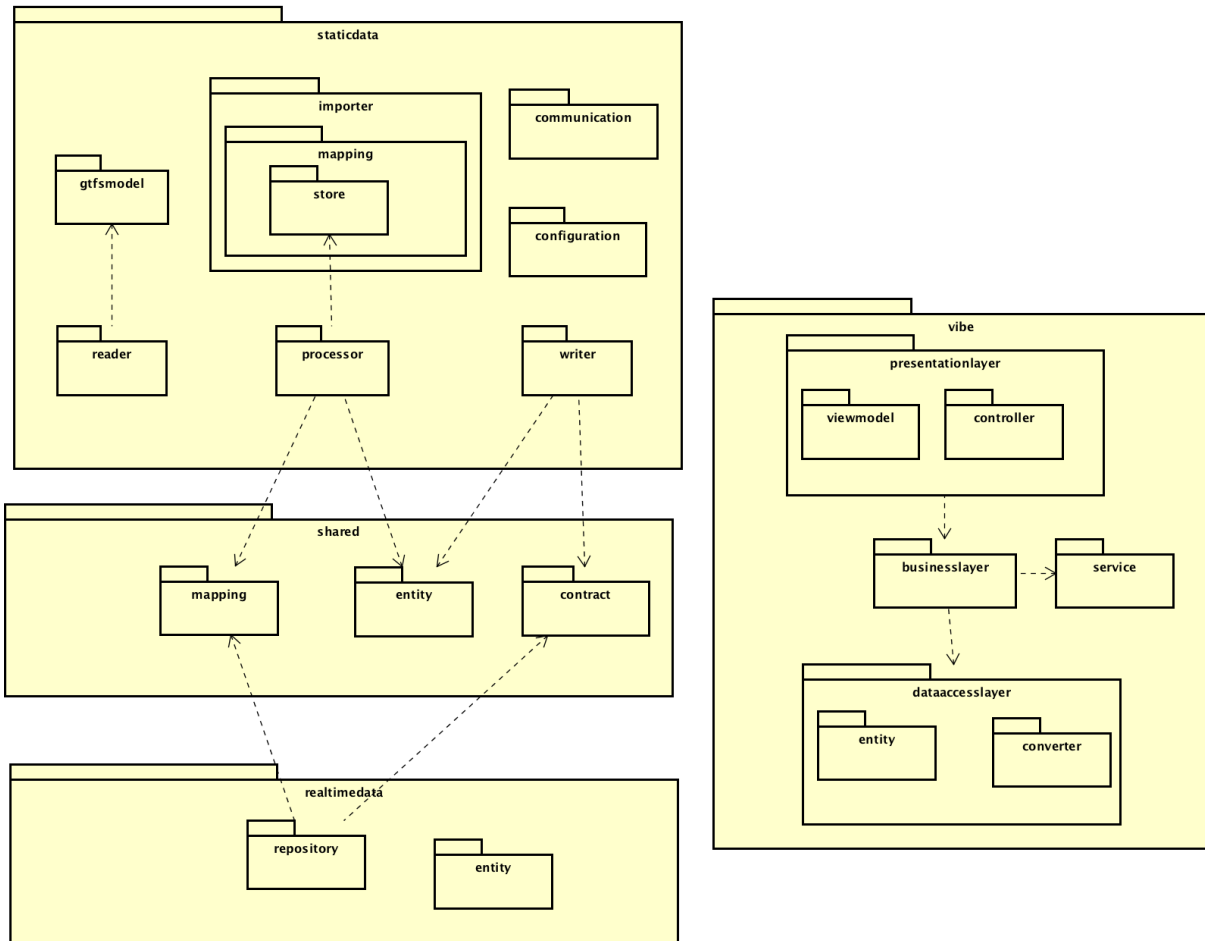 staticdata
importer
mapping
store
communication
gtfsmodel
configuration
reader
processor
writer
shared
mapping
entity
contract
realtimedata
repository
entity
vibe
presentationlayer
viewmodel
controller
businesslayer
service
dataaccesslayer
entity
converter